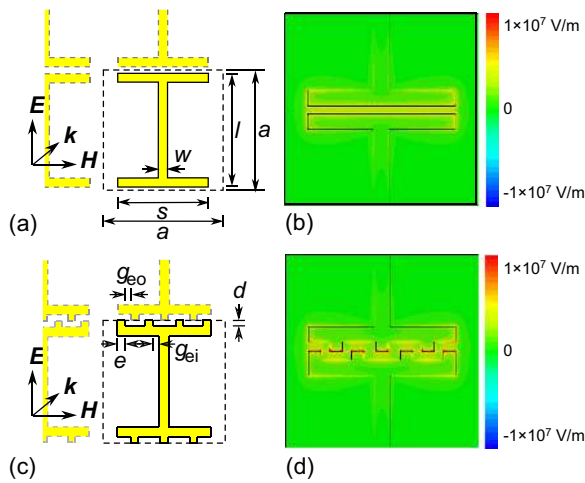 E
k
H
w
l
a
s
a
(a)
1×10⁷ V/m
0
-1×10⁷ V/m
(b)
g_eo
d
e
g_ei
E
k
H
(c)
1×10⁷ V/m
0
-1×10⁷ V/m
(d)